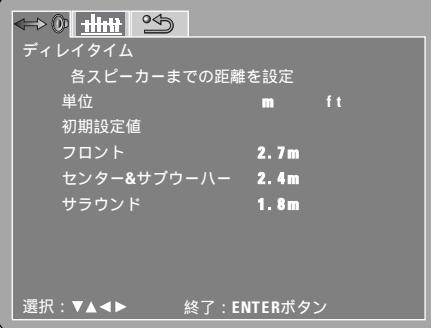 ディレイタイム
各スピーカーまでの距離を設定
単位 m ft
初期設定値
フロント 2.7m
センター&サブウーハー 2.4m
サラウンド 1.8m
選択：▼▲◀▶ 終了：ENTERボタン